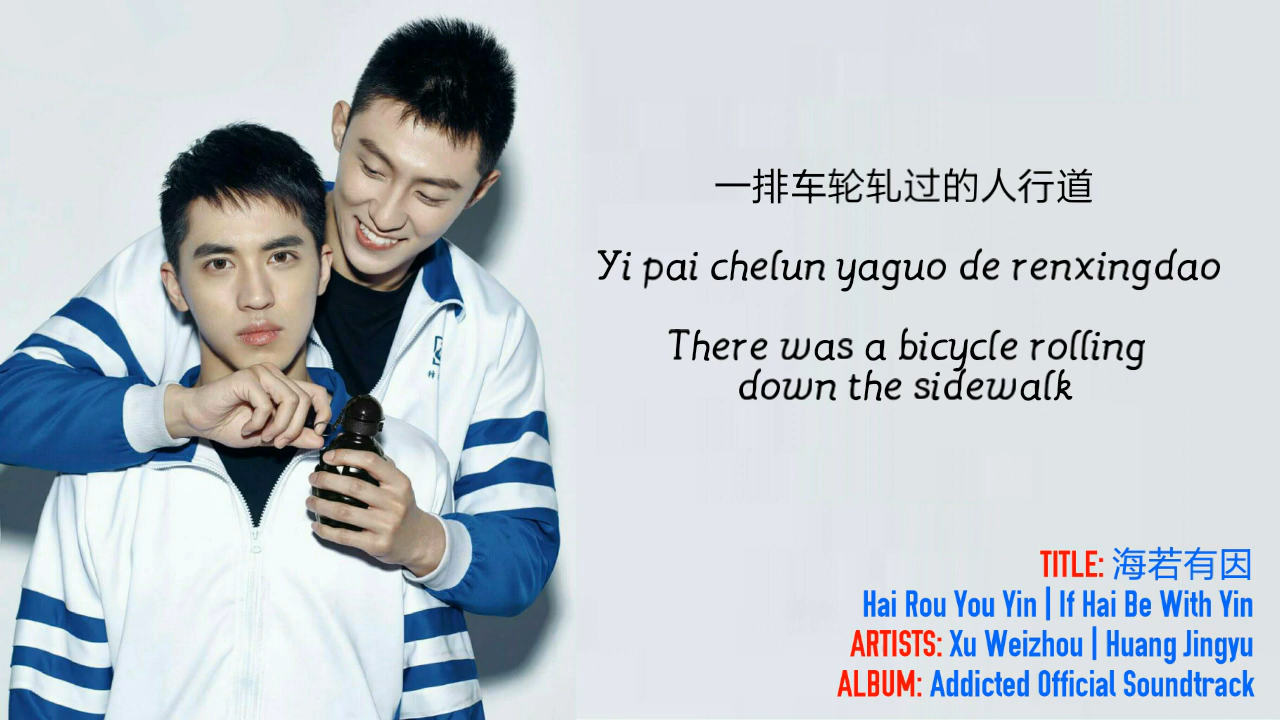 一排车轮轧过的人行道
Yi pai chelun yaguo de renxingdao
There was a bicycle rolling
down the sidewalk
TITLE: 海若有因
Hai Rou You Yin | If Hai Be With Yin
ARTISTS: Xu Weizhou | Huang Jingyu
ALBUM: Addicted Official Soundtrack